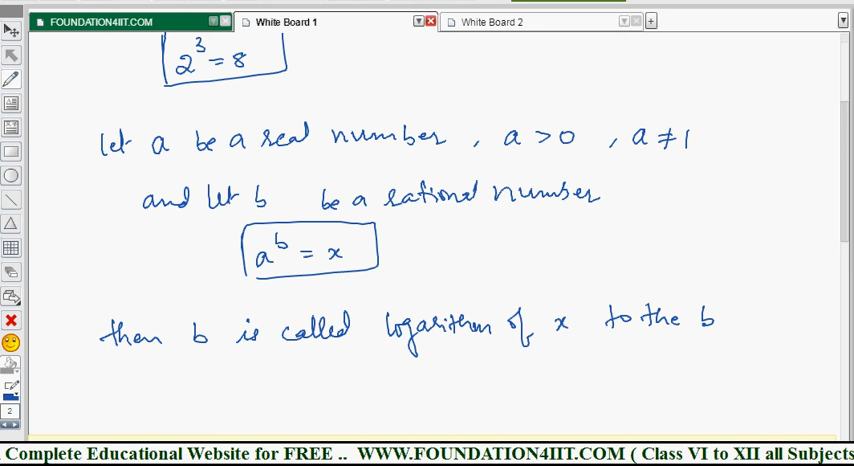 FOUNDATION4IIT.COM White Board 1 White Board 2
2^3 = 8
let a be a real number, a > 0, a ≠ 1
and let b be a rational number
a^b = x
then b is called logarithm of x to the b
2
Complete Educational Website for FREE .. WWW.FOUNDATION4IIT.COM ( Class VI to XII all Subjects